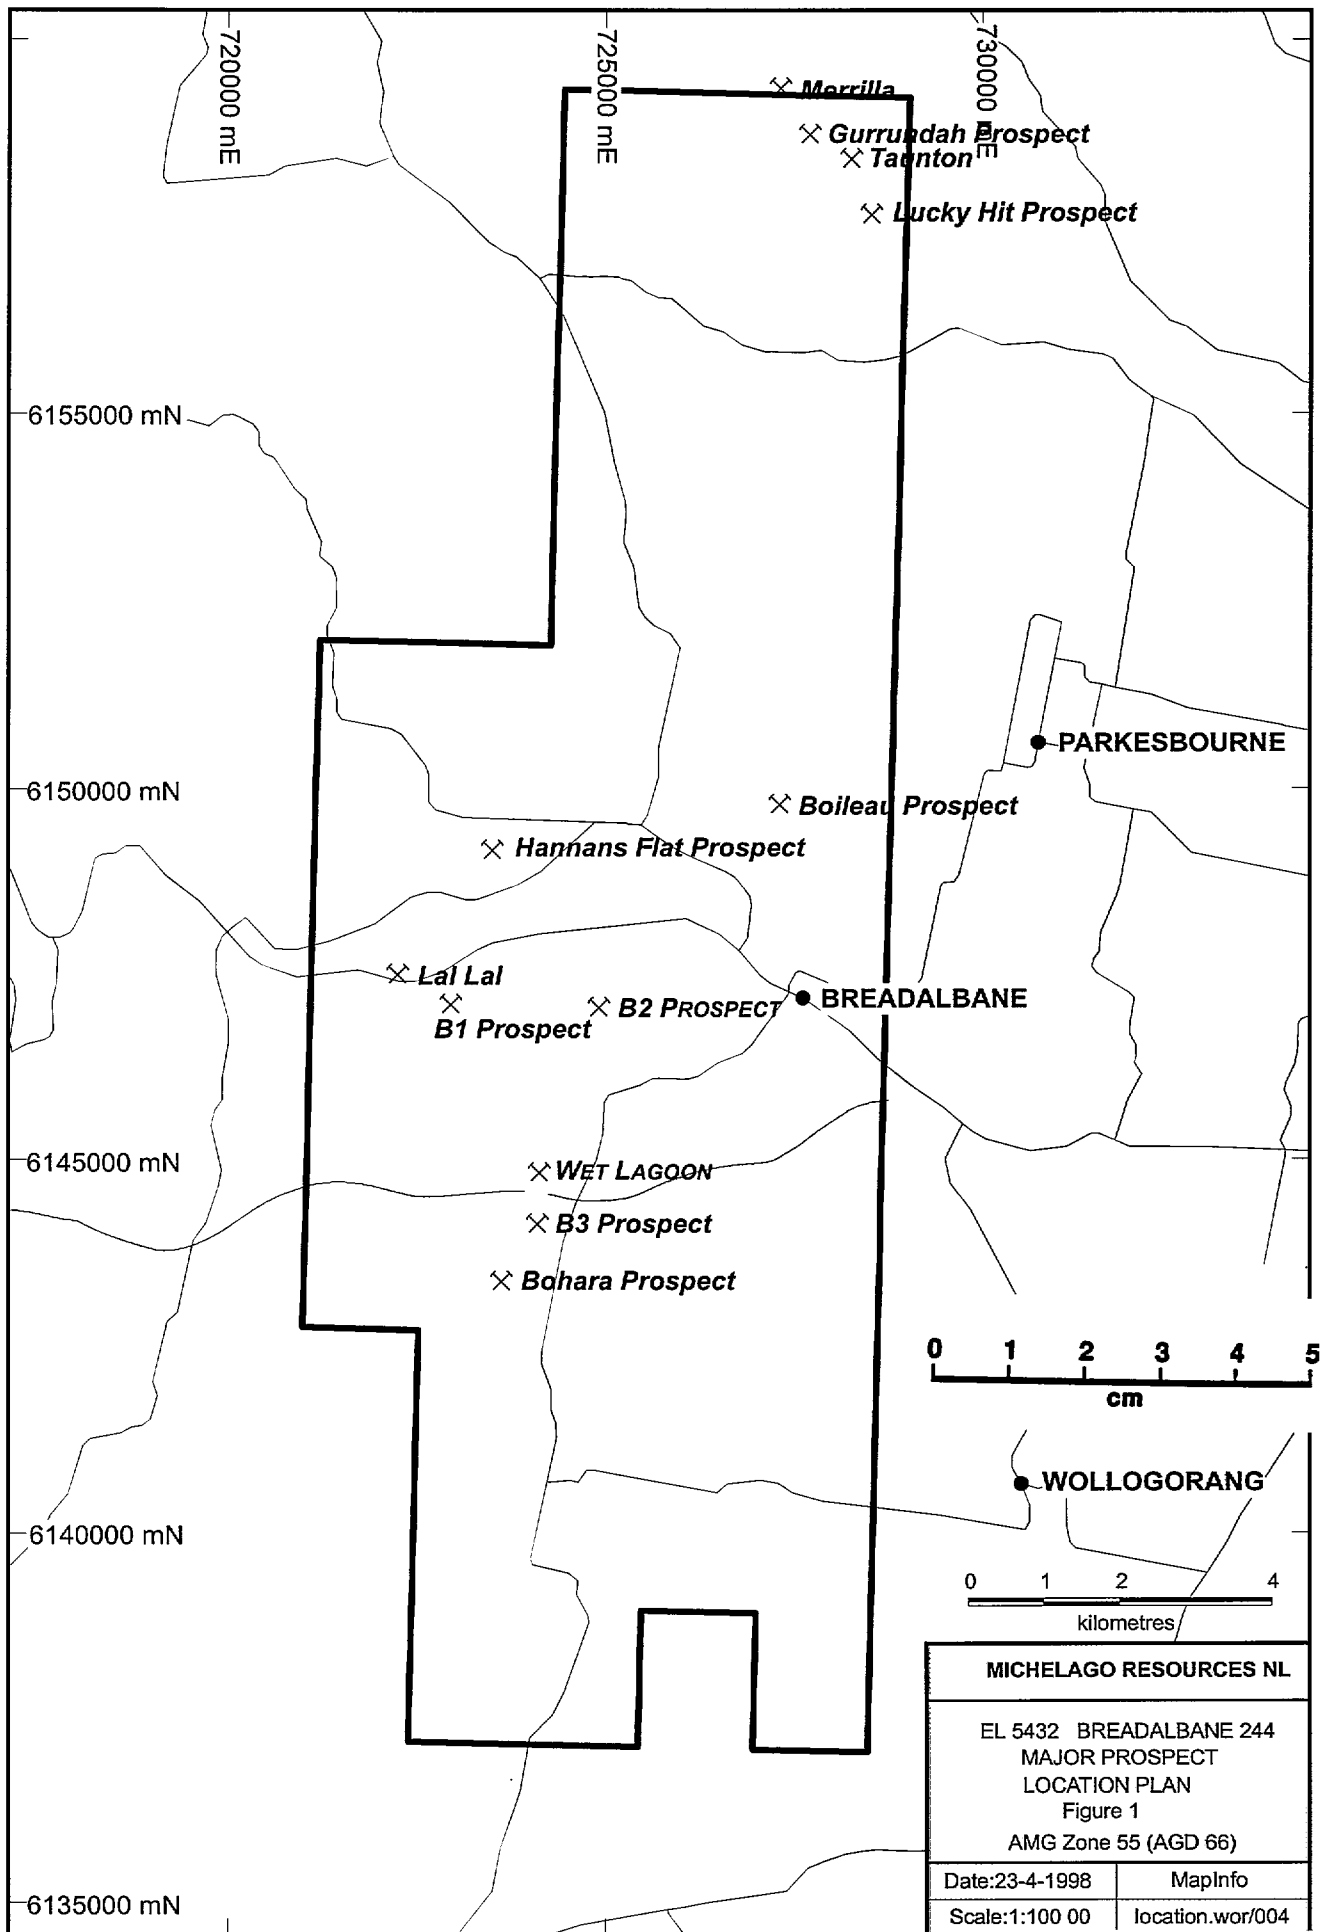 720000 mE
725000 mE
730000 mE
Merrilla
Gurrundah Prospect
Taunton
Lucky Hit Prospect
6155000 mN
PARKESBOURNE
6150000 mN
Boileau Prospect
Hannans Flat Prospect
Lal Lal
B1 Prospect
B2 PROSPECT
BREADALBANE
6145000 mN
WET LAGOON
B3 Prospect
Bohara Prospect
0 1 2 3 4 5
cm
WOLLOGORANG
6140000 mN
0 1 2 4
kilometres
MICHELAGO RESOURCES NL
EL 5432 BREADALBANE 244
MAJOR PROSPECT
LOCATION PLAN
Figure 1
AMG Zone 55 (AGD 66)
Date:23-4-1998 MapInfo
Scale:1:100 00 location.wor/004
6135000 mN